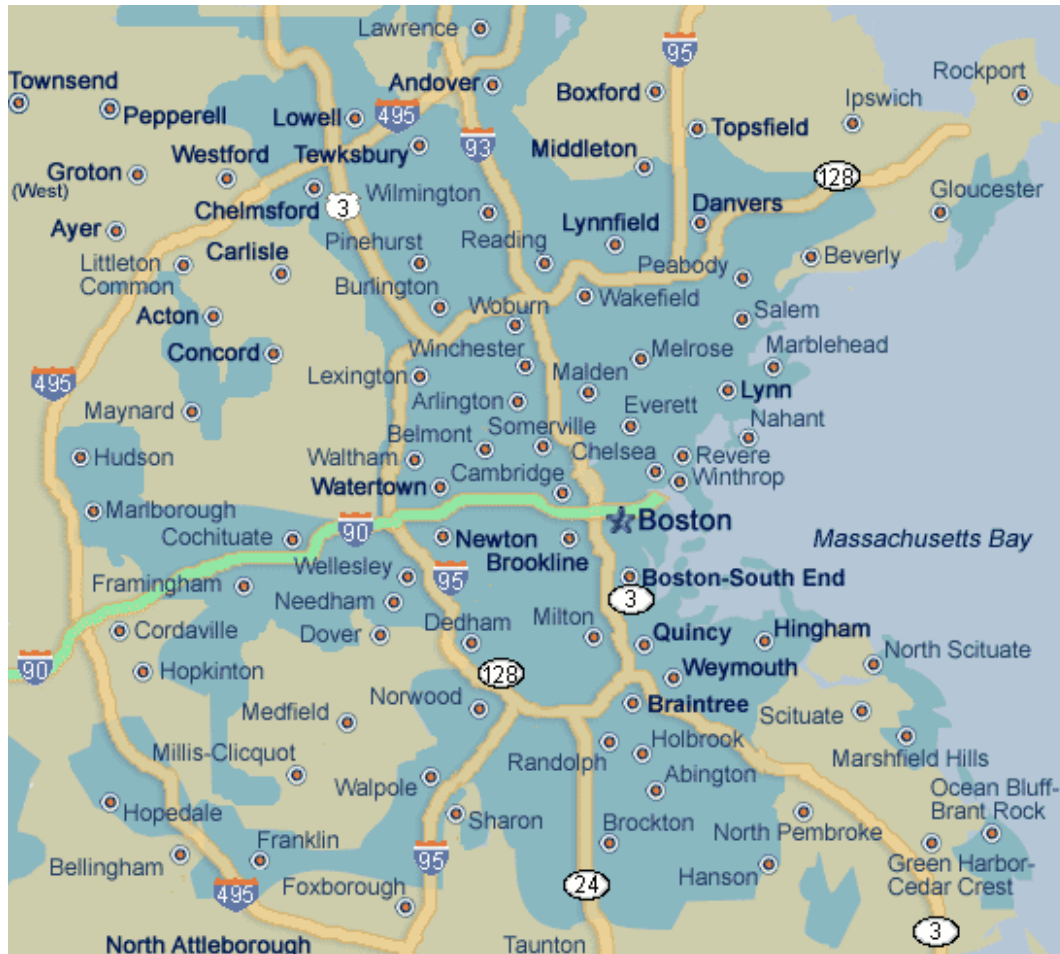 Lawrence
95
Rockport
Townsend
Andover
Boxford
Ipswich
Pepperell
Lowell
495
Topsfield
Westford
Tewksbury
93
Middleton
Groton
(West)
128
Wilmington
Gloucester
Chelmsford
3
Danvers
Ayer
Lynnfield
Pinehurst
Reading
Carlisle
Littleton
Common
Beverly
Peabody
Burlington
Wakefield
Woburn
Salem
Acton
Concord
Winchester
Melrose
Marblehead
495
Lexington
Malden
Lynn
Maynard
Arlington
Everett
Nahant
Belmont
Somerville
Hudson
Waltham
Chelsea
Revere
Cambridge
Winthrop
Watertown
Marlborough
Boston
90
Cochituate
Newton
Massachusetts Bay
Brookline
Wellesley
95
Boston-South End
Framingham
Needham
3
Cordaville
Dover
Dedham
Milton
Quincy
Hingham
North Scituate
90
Hopkinton
128
Weymouth
Norwood
Braintree
Medfield
Scituate
Holbrook
Millis-Clicquot
Randolph
Marshfield Hills
Walpole
Abington
Ocean Bluff-
Brant Rock
Hopedale
Sharon
Brockton
North Pembroke
Franklin
Bellingham
95
Green Harbor-
Cedar Crest
Hanson
495
Foxborough
24
3
North Attleborough
Taunton